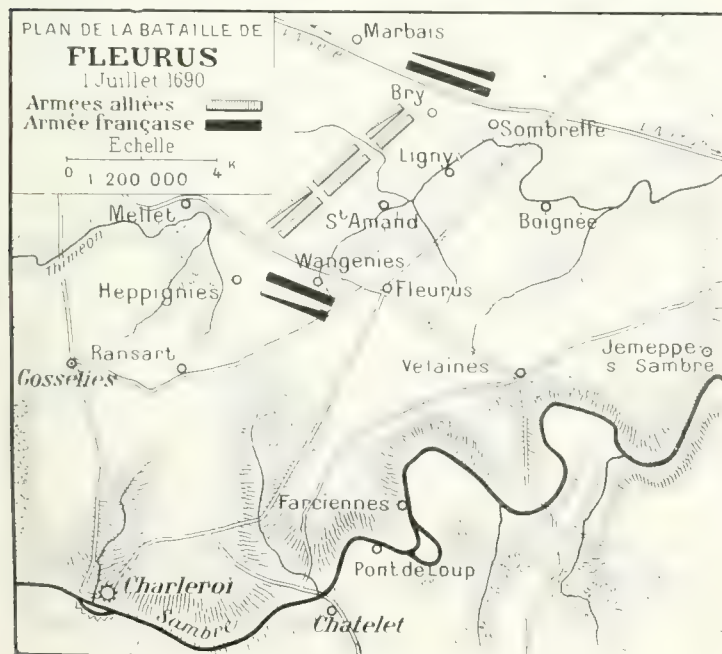 PLAN DE LA BATAILLE DE
FLEURUS
1 Juillet 1690
Armées alliées
Armée française
Echelle
0 4 K
1 200 000
Marbais
Bry
Sombreffe
Ligny
Mellet
St Amand
Boignée
Thiméon
Wangenies
Heppignies
Fleurus
Ransart
Gosselies
Velaines
Jemeppe
s Sambre
Farciennes
Pont de Loup
Charleroi
Sambre
Chatelet